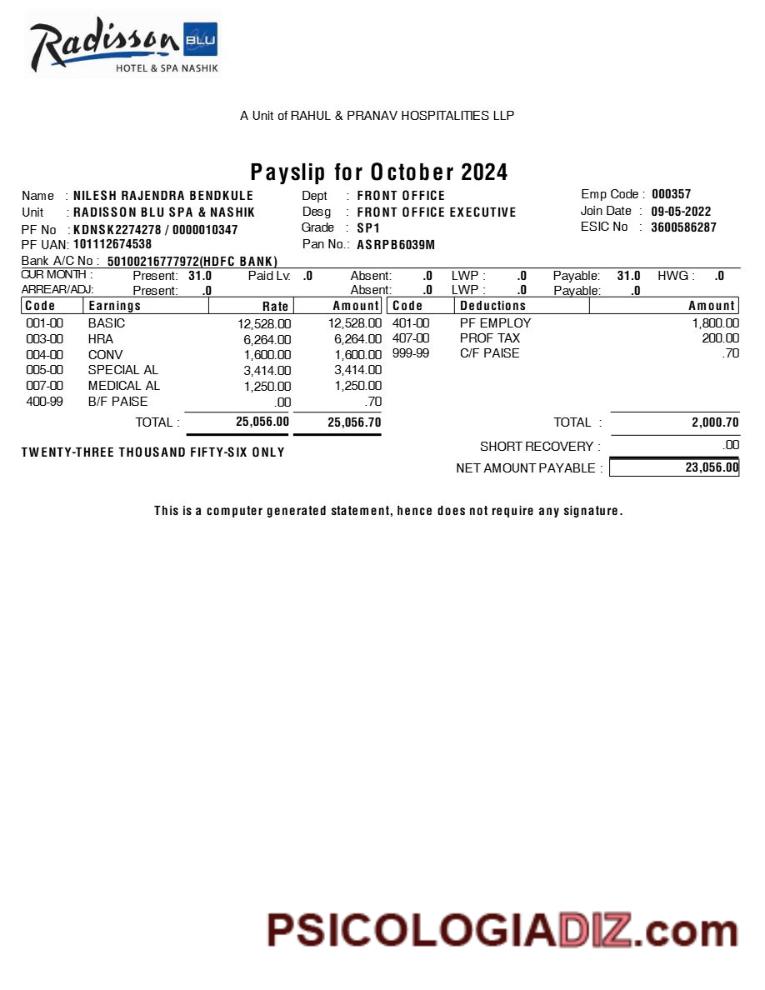 Radisson BLU
HOTEL & SPA NASHIK
A Unit of RAHUL & PRANAV HOSPITALITIES LLP
Payslip for October 2024
Name : NILESH RAJENDRA BENDKULE Dept : FRONT OFFICE Emp Code : 000357
Unit : RADISSON BLU SPA & NASHIK Desg : FRONT OFFICE EXECUTIVE Join Date : 09-05-2022
PF No : KDNSK2274278 / 0000010347 Grade : SP1 ESIC No : 3600586287
PF UAN: 101112674538 Pan No.: ASRPB6039M
Bank A/C No : 50100216777972(HDFC BANK)
CUR MONTH : Present: 31.0 Paid Lv. .0 Absent: .0 LWP : .0 Payable: 31.0 HWG : .0
ARREAR/ADJ: Present: .0 Absent: .0 LWP : .0 Payable: .0
Code Earnings Rate Amount Code Deductions Amount
001-00 BASIC 12,528.00 12,528.00 401-00 PF EMPLOY 1,800.00
003-00 HRA 6,264.00 6,264.00 407-00 PROF TAX 200.00
004-00 CONV 1,600.00 1,600.00 999-99 C/F PAISE .70
005-00 SPECIAL AL 3,414.00 3,414.00
007-00 MEDICAL AL 1,250.00 1,250.00
400-99 B/F PAISE .00 .70
TOTAL : 25,056.00 25,056.70 TOTAL : 2,000.70
SHORT RECOVERY : .00
TWENTY-THREE THOUSAND FIFTY-SIX ONLY
NET AMOUNT PAYABLE : 23,056.00
This is a computer generated statement, hence does not require any signature.
PSICOLOGIADIZ.com